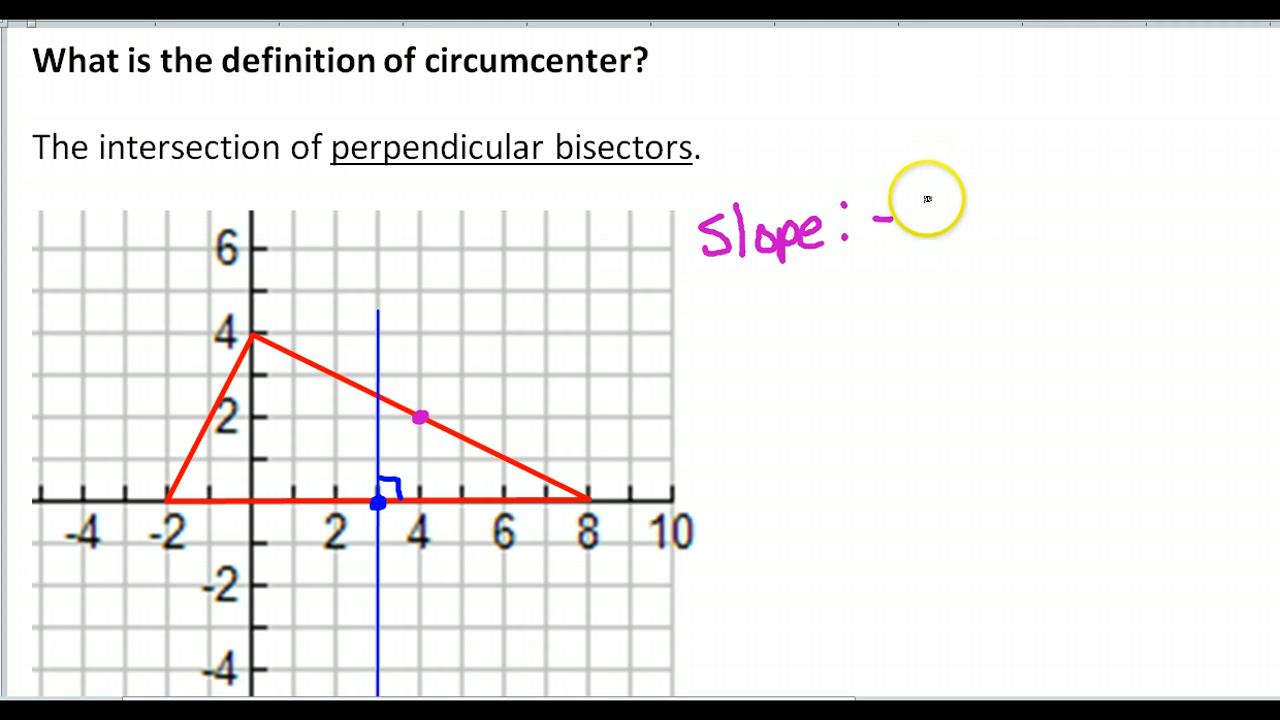 What is the definition of circumcenter?
The intersection of perpendicular bisectors.
slope: -
6
4
2
-4 -2 2 4 6 8 10
-2
-4